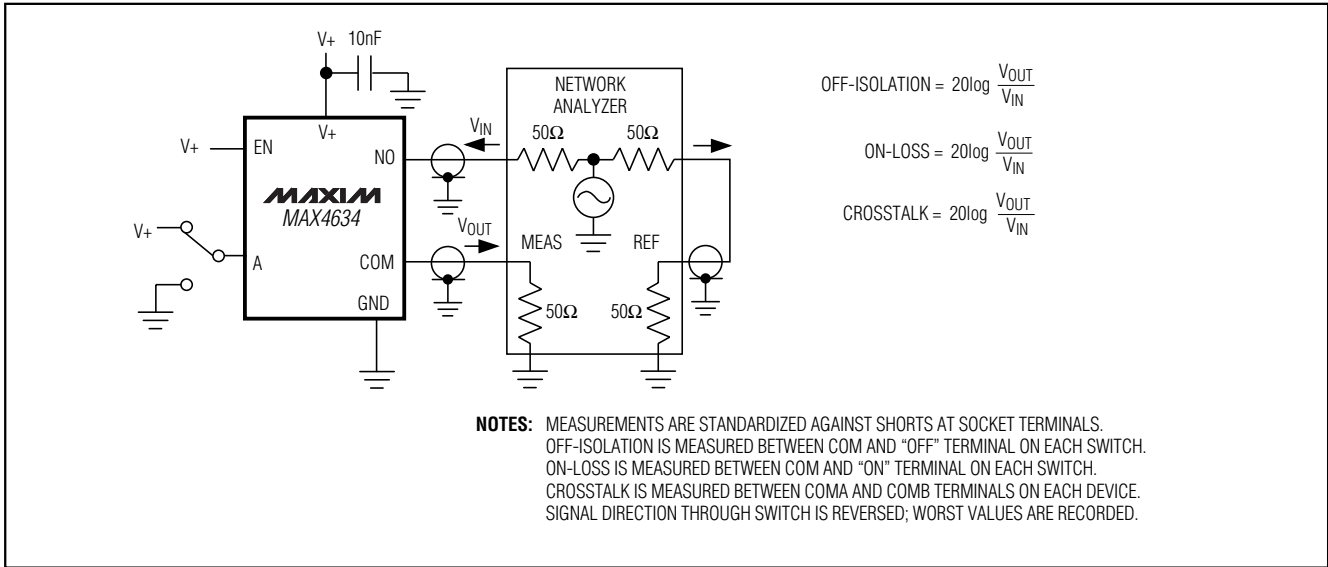 V+ 10nF
V+
V+
EN
NO
MAXIM
MAX4634
V+
A
COM
GND
VIN
VOUT
NETWORK
ANALYZER
50Ω
50Ω
MEAS
REF
50Ω
50Ω
OFF-ISOLATION = 20log VOUT
VIN
ON-LOSS = 20log VOUT
VIN
CROSSTALK = 20log VOUT
VIN
NOTES: MEASUREMENTS ARE STANDARDIZED AGAINST SHORTS AT SOCKET TERMINALS.
OFF-ISOLATION IS MEASURED BETWEEN COM AND “OFF” TERMINAL ON EACH SWITCH.
ON-LOSS IS MEASURED BETWEEN COM AND “ON” TERMINAL ON EACH SWITCH.
CROSSTALK IS MEASURED BETWEEN COMA AND COMB TERMINALS ON EACH DEVICE.
SIGNAL DIRECTION THROUGH SWITCH IS REVERSED; WORST VALUES ARE RECORDED.